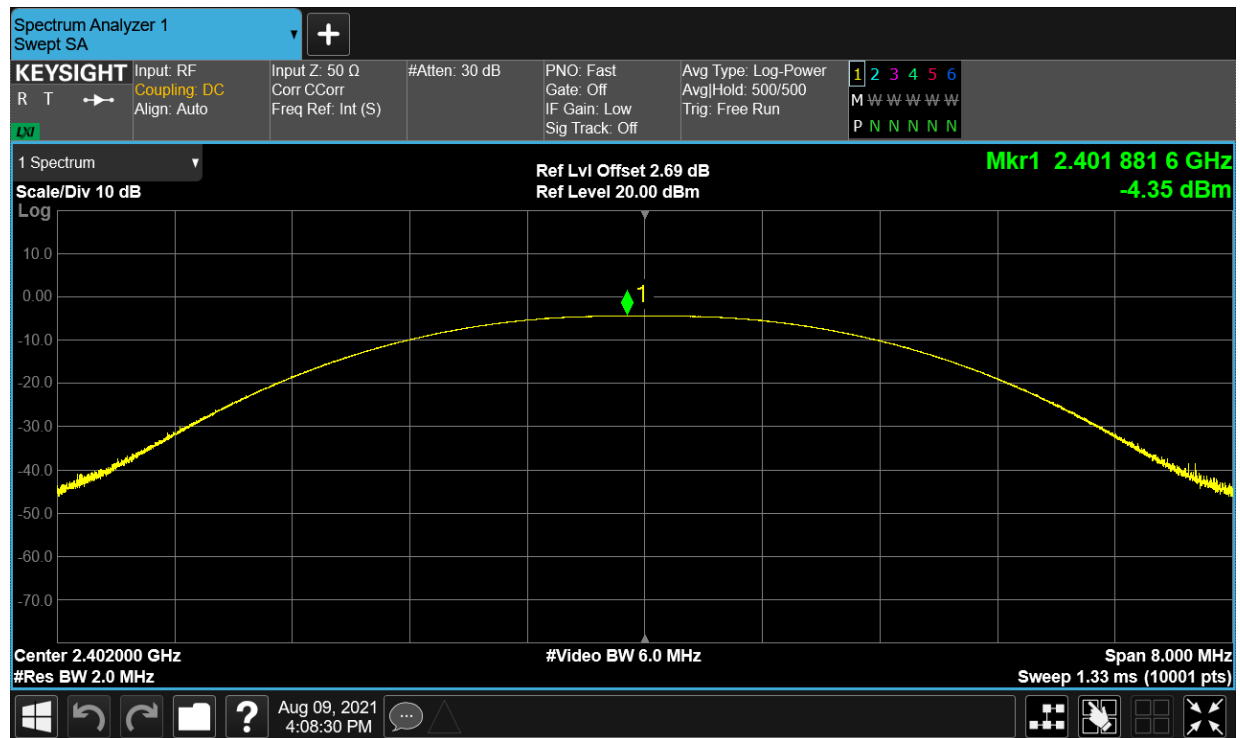 Spectrum Analyzer 1
Swept SA
KEYSIGHT
R T
LXI
Input: RF
Coupling: DC
Align: Auto
Input Z: 50 Ω
Corr CCorr
Freq Ref: Int (S)
#Atten: 30 dB
PNO: Fast
Gate: Off
IF Gain: Low
Sig Track: Off
Avg Type: Log-Power
Avg|Hold: 500/500
Trig: Free Run
1 2 3 4 5 6
M W W W W W
P N N N N N
1 Spectrum
Scale/Div 10 dB
Ref Lvl Offset 2.69 dB
Ref Level 20.00 dBm
Mkr1 2.401 881 6 GHz
-4.35 dBm
Log
10.0
0.00
-10.0
-20.0
-30.0
-40.0
-50.0
-60.0
-70.0
1
Center 2.402000 GHz
#Res BW 2.0 MHz
#Video BW 6.0 MHz
Span 8.000 MHz
Sweep 1.33 ms (10001 pts)
?
Aug 09, 2021
4:08:30 PM